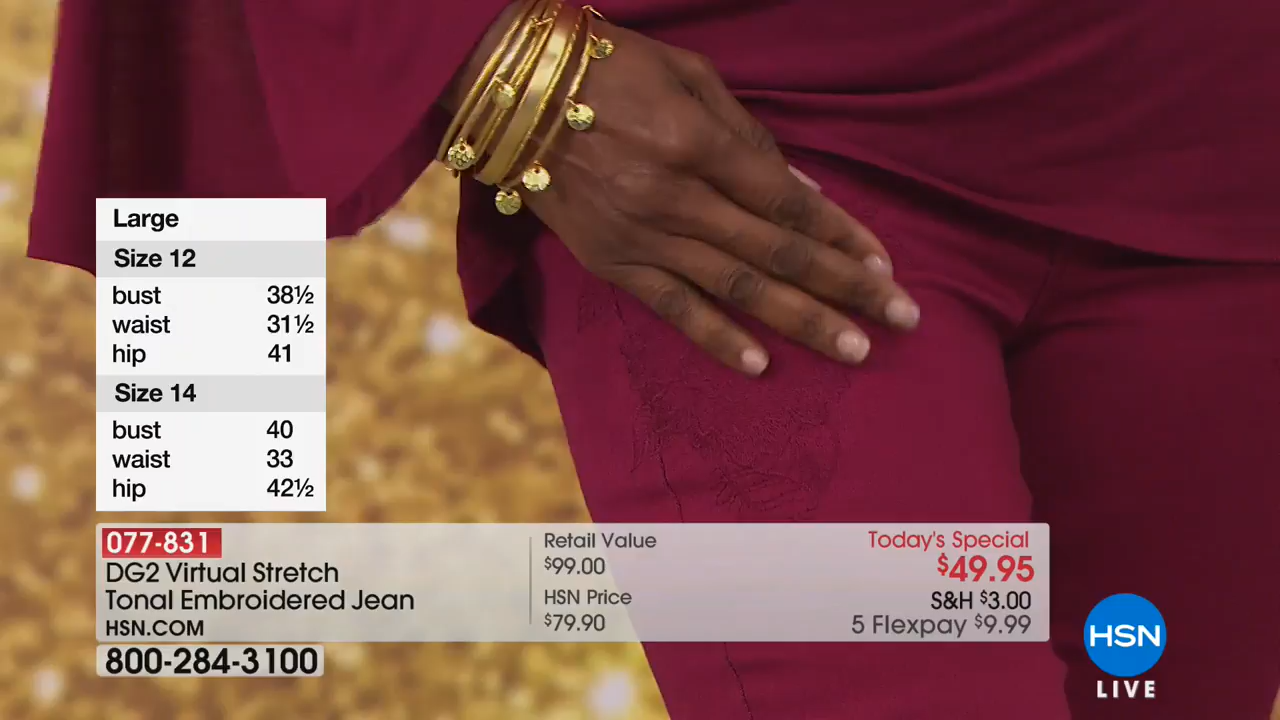 Large
Size 12
bust 38½
waist 31½
hip 41
Size 14
bust 40
waist 33
hip 42½
077-831
DG2 Virtual Stretch
Tonal Embroidered Jean
HSN.COM
800-284-3100
Retail Value
$99.00
HSN Price
$79.90
Today's Special
$49.95
S&H $3.00
5 Flexpay $9.99
HSN
LIVE